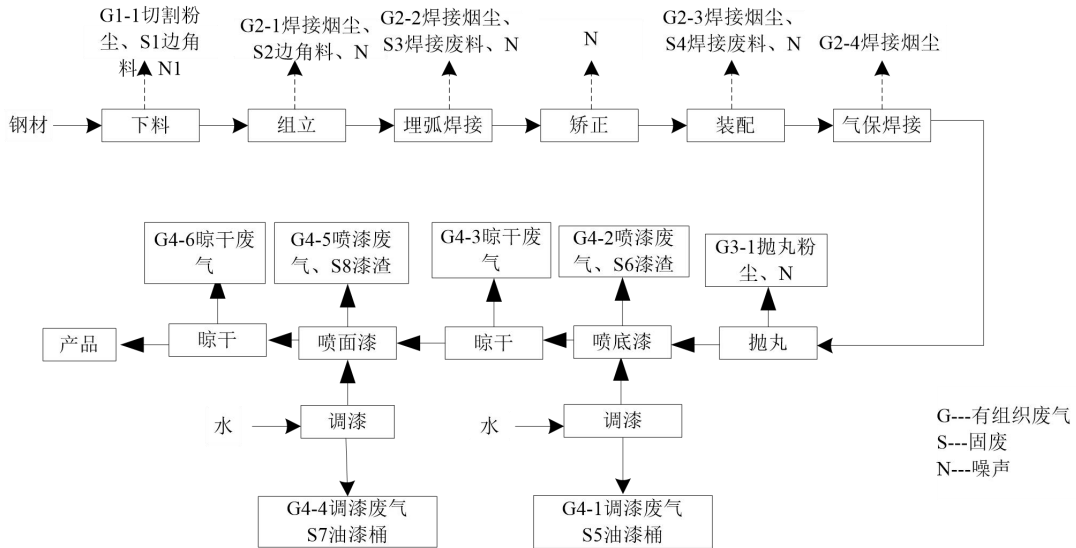 G1-1切割粉
尘、S1边角
料、N1
G2-1焊接烟尘、
S2边角料、N
G2-2焊接烟尘、
S3焊接废料、N
N
G2-3焊接烟尘、
S4焊接废料、N
G2-4焊接烟尘
钢材
下料
组立
埋弧焊接
矫正
装配
气保焊接
G4-6晾干废
气
G4-5喷漆废
气、S8漆渣
G4-3晾干废
气
G4-2喷漆废
气、S6漆渣
G3-1抛丸粉
尘、N
产品
晾干
喷面漆
晾干
喷底漆
抛丸
水
调漆
水
调漆
G---有组织废气
S---固废
N---噪声
G4-4调漆废气
S7油漆桶
G4-1调漆废气
S5油漆桶